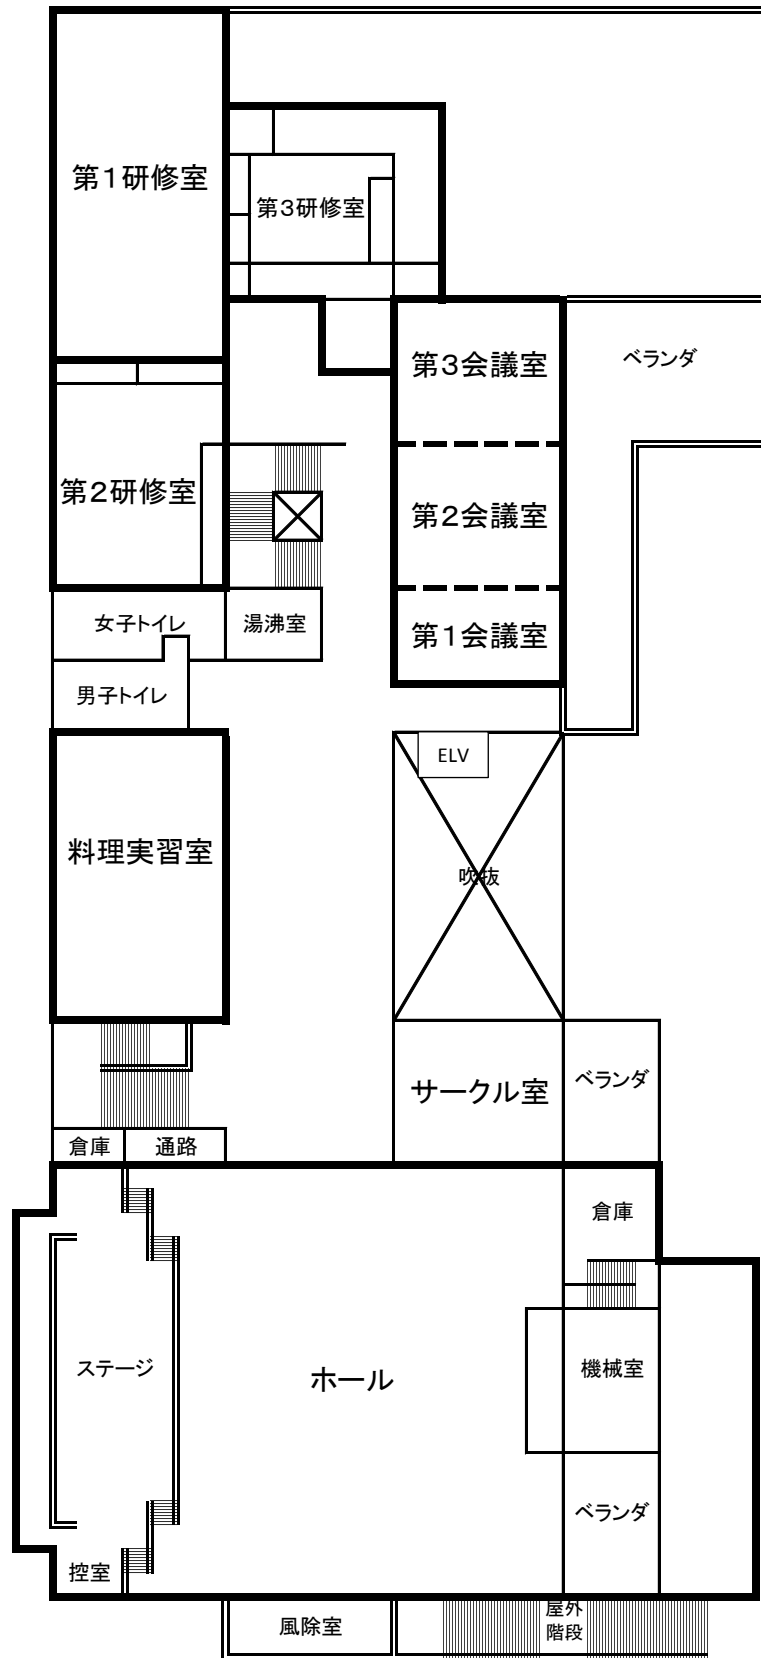 第1研修室
第3研修室
第3会議室
ベランダ
第2研修室
第2会議室
女子トイレ
湯沸室
第1会議室
男子トイレ
ELV
料理実習室
吹抜
サークル室
ベランダ
倉庫
通路
倉庫
ステージ
ホール
機械室
ベランダ
控室
風除室
屋外
階段